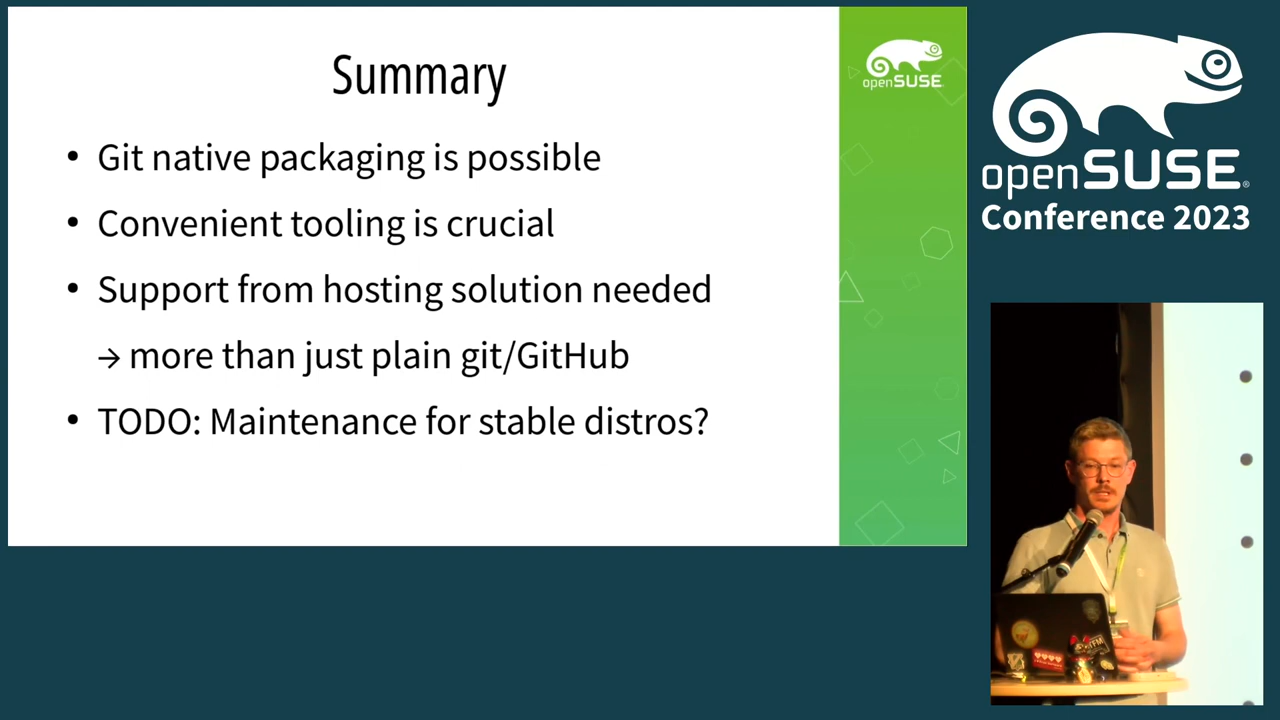 Summary
• Git native packaging is possible
• Convenient tooling is crucial
• Support from hosting solution needed
→ more than just plain git/GitHub
• TODO: Maintenance for stable distros?
openSUSE
openSUSE
Conference 2023